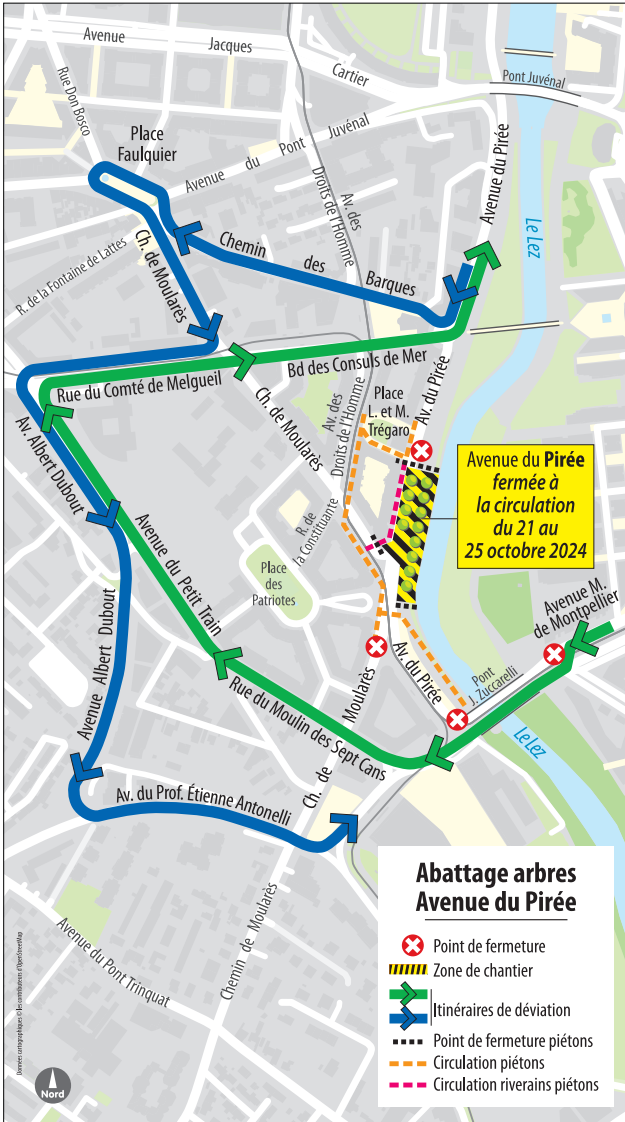 Avenue Jacques Cartier
Pont Juvénal
Rue Don Bosco
Place
Faulquier
Avenue du Pont Juvénal
Av. des
Droits de l'Homme
Avenue du Pirée
Le Lez
R. de la Fontaine de Lattes
Ch. de Moularès
Chemin des Barques
Rue du Comté de Melgueil
Bd des Consuls de Mer
Av. Albert Dubout
Ch. de Moularès
Av. des
Droits de l'Homme
Place
L. et M.
Trégaro
Av. du Pirée
Avenue du Pirée
fermée à
la circulation
du 21 au
25 octobre 2024
R. de
la Constituante
Place
des
Patriotes
Avenue du Petit Train
Avenue M.
de Montpellier
Pont
J. Zuccarelli
Av. du Pirée
Avenue Albert Dubout
Rue du Moulin des Sept Cans
Ch. de Moularès
Le Lez
Av. du Prof. Étienne Antonelli
Chemin de Moularès
Avenue du Pont Trinquat
Abattage arbres
Avenue du Pirée
Point de fermeture
Zone de chantier
Itinéraires de déviation
Point de fermeture piétons
Circulation piétons
Circulation riverains piétons
Données cartographiques © les contributeurs d'OpenStreetMap
Nord